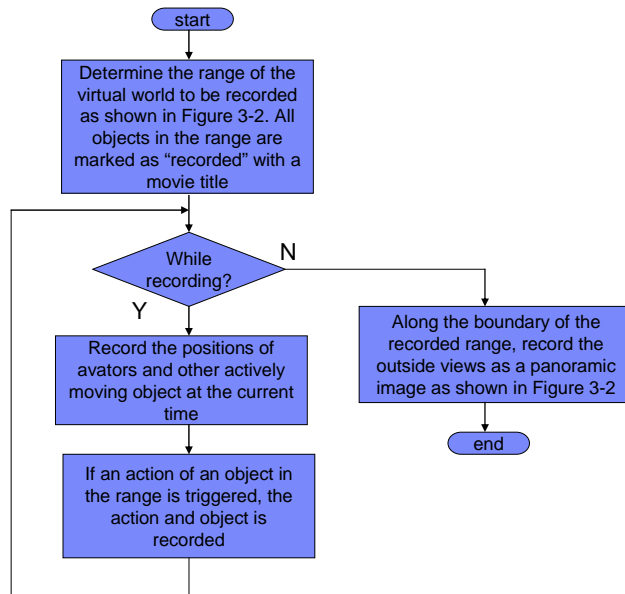 start
Determine the range of the
virtual world to be recorded
as shown in Figure 3-2. All
objects in the range are
marked as “recorded” with a
movie title
While
recording?
N
Y
Record the positions of
avators and other actively
moving object at the current
time
If an action of an object in
the range is triggered, the
action and object is
recorded
Along the boundary of the
recorded range, record the
outside views as a panoramic
image as shown in Figure 3-2
end